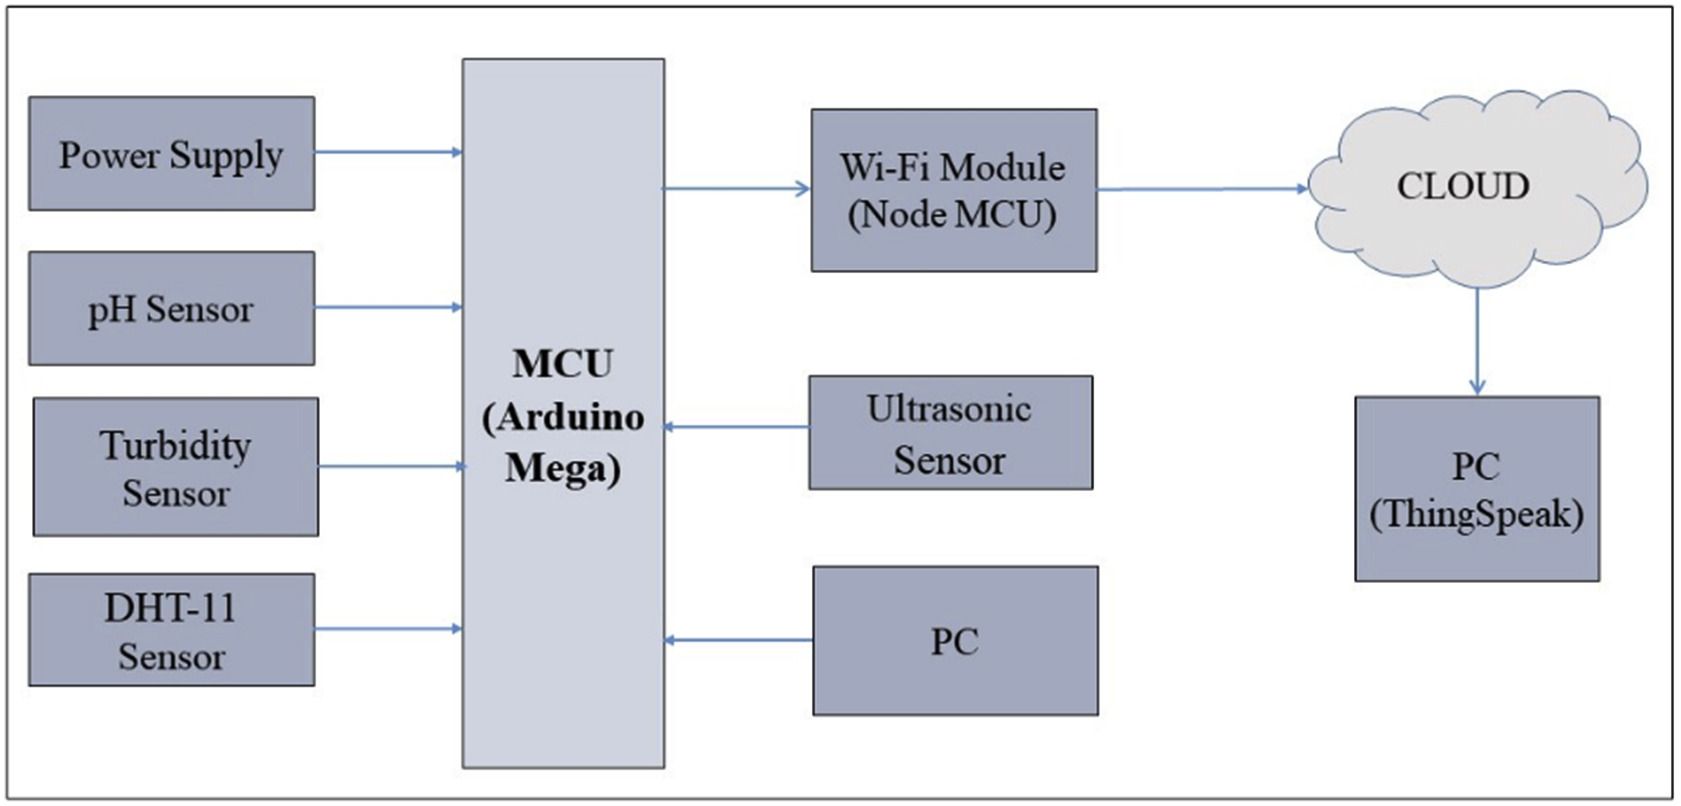 Power Supply
pH Sensor
Turbidity
Sensor
DHT-11
Sensor
MCU
(Arduino
Mega)
Wi-Fi Module
(Node MCU)
Ultrasonic
Sensor
PC
CLOUD
PC
(ThingSpeak)